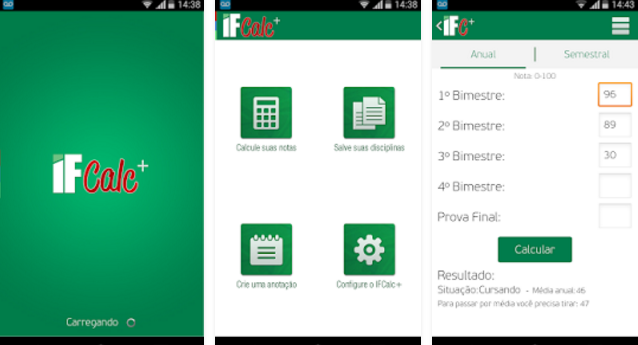 14:38
IFCalc+
Carregando
14:38
IFCalc+
Calcule suas notas
Salve suas disciplinas
Crie uma anotação
Configure o IFCalc+
14:43
IFC+
Anual
Semestral
Nota: 0-100
1º Bimestre: 96
2º Bimestre: 89
3º Bimestre: 30
4º Bimestre:
Prova Final:
Calcular
Resultado:
Situação:Cursando - Média anual:46
Para passar por média você precisa tirar: 47